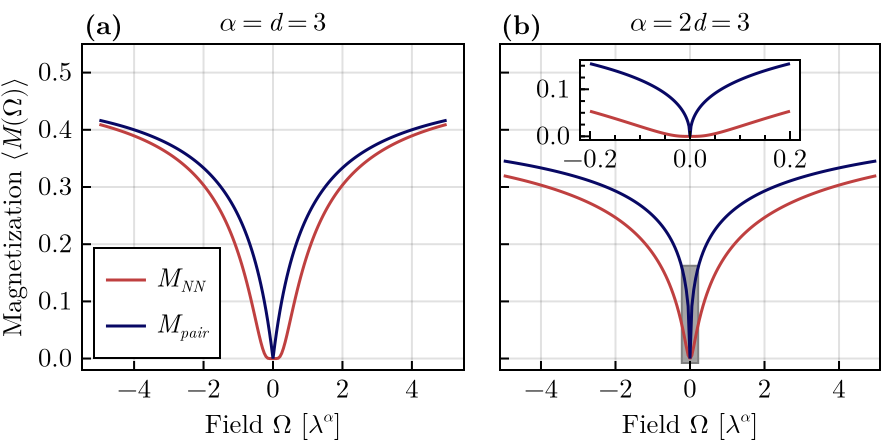 (a) α = d = 3
(b) α = 2d = 3
Magnetization ⟨M(Ω)⟩
0.5
0.4
0.3
0.2
0.1
0.0
M_NN
M_pair
−4 −2 0 2 4
Field Ω [λ^α]
0.1
0.0
−0.2 0.0 0.2
−4 −2 0 2 4
Field Ω [λ^α]